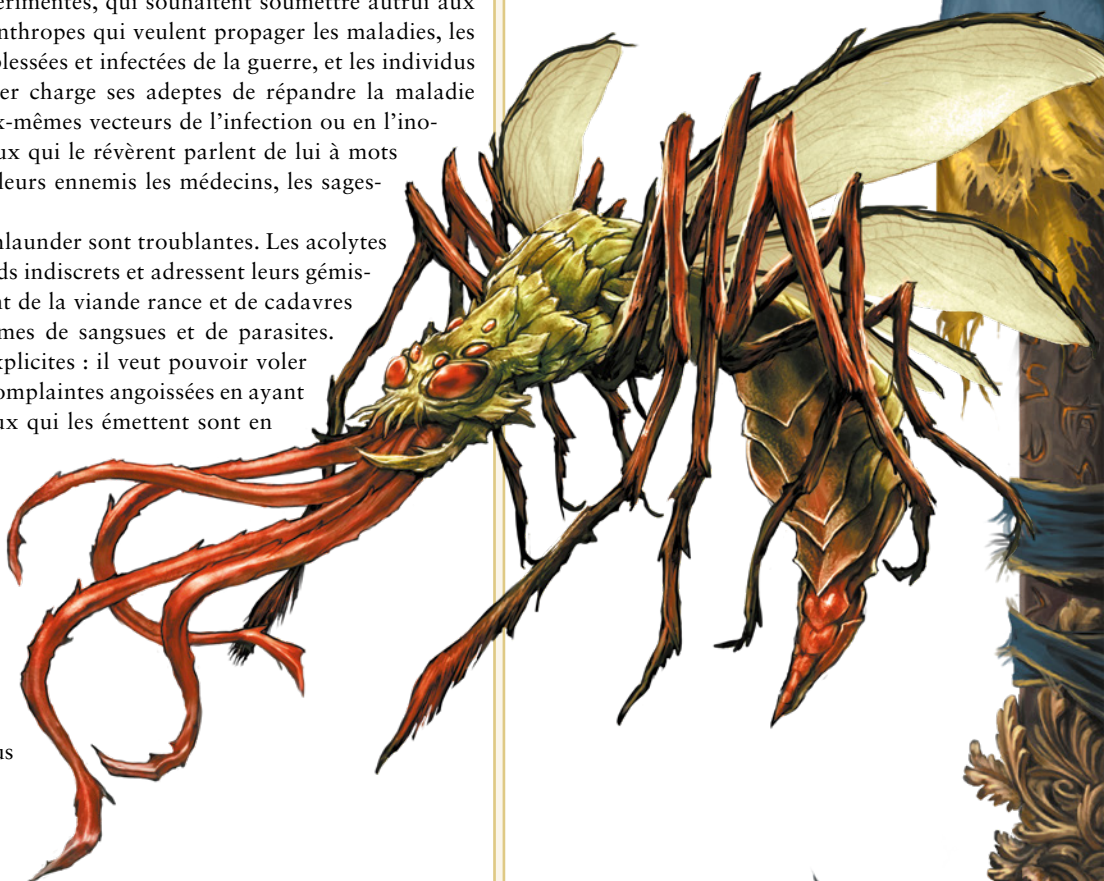 érimentés, qui souhaitent soumettre autrui aux
nthropes qui veulent propager les maladies, les
lessées et infectées de la guerre, et les individus
er charge ses adeptes de répandre la maladie
x-mêmes vecteurs de l’infection ou en l’ino-
ux qui le révèrent parlent de lui à mots
leurs ennemis les médecins, les sages-
nlaunder sont troublantes. Les acolytes
ds indiscrets et adressent leurs gémis-
nt de la viande rance et de cadavres
mes de sangsues et de parasites.
xplicites : il veut pouvoir voler
omplaintes angoissées en ayant
ux qui les émettent sont en
us